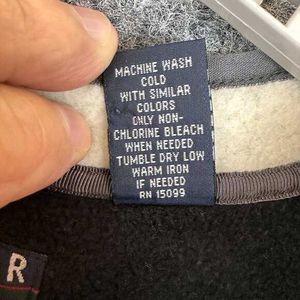 MACHINE WASH
COLD
WITH SIMILAR
COLORS
ONLY NON-
CHLORINE BLEACH
WHEN NEEDED
TUMBLE DRY LOW
WARM IRON
IF NEEDED
RN 15099
R